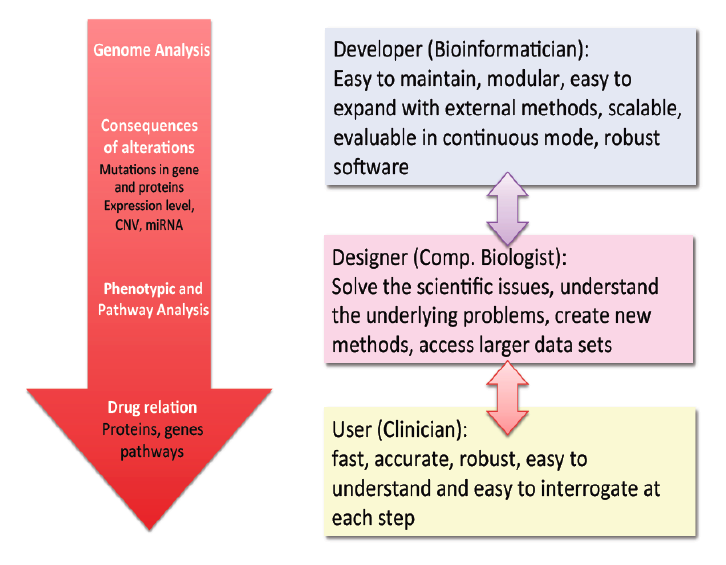 Genome Analysis
Consequences
of alterations
Mutations in gene
and proteins
Expression level,
CNV, miRNA
Phenotypic and
Pathway Analysis
Drug relation
Proteins, genes
pathways
Developer (Bioinformatician):
Easy to maintain, modular, easy to
expand with external methods, scalable,
evaluable in continuous mode, robust
software
Designer (Comp. Biologist):
Solve the scientific issues, understand
the underlying problems, create new
methods, access larger data sets
User (Clinician):
fast, accurate, robust, easy to
understand and easy to interrogate at
each step